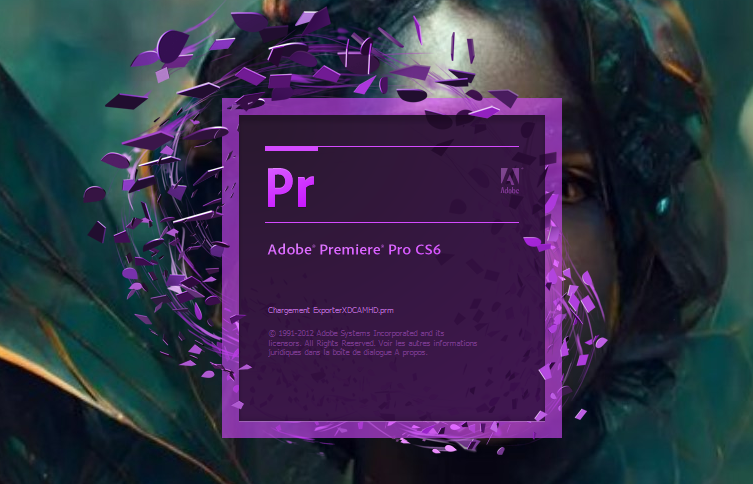 Pr
Adobe
Adobe® Premiere® Pro CS6
Chargement ExporterXDCAMHD.prm
© 1991-2012 Adobe Systems Incorporated and its
licensors. All Rights Reserved. Voir les autres informations
juridiques dans la boîte de dialogue A propos.